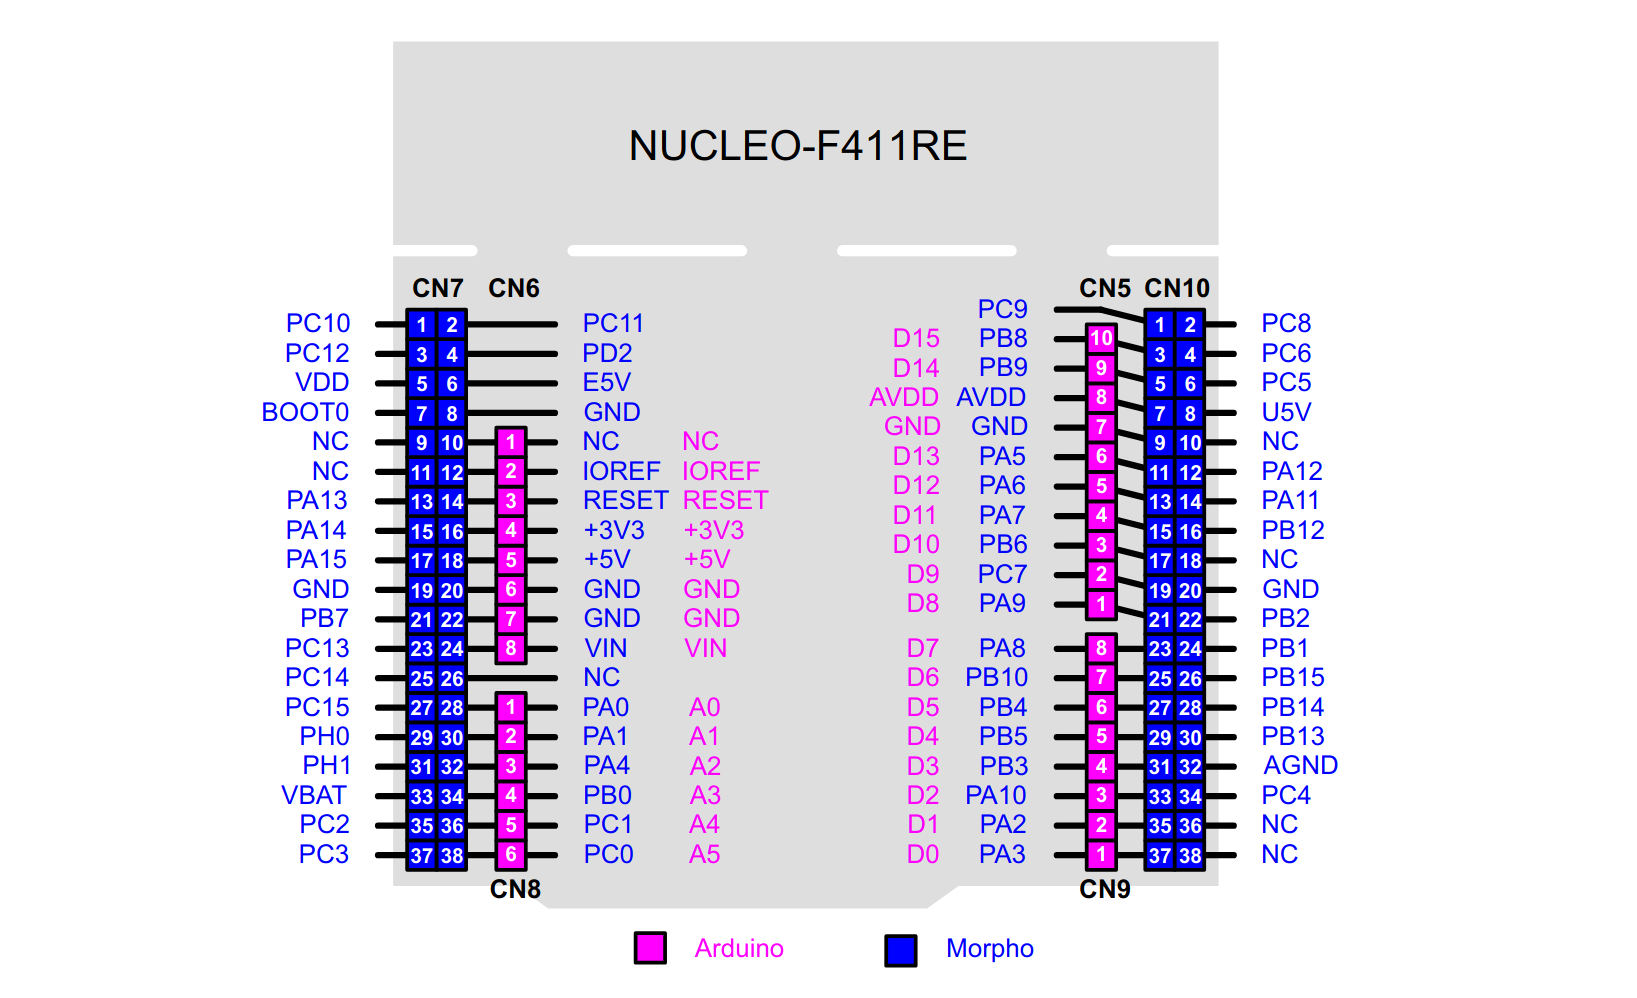 NUCLEO-F411RE
CN7 CN6 CN5 CN10
PC9
PC10 1 2 PC11 1 2 PC8
D15 PB8 10
PC12 3 4 PD2 3 4 PC6
D14 PB9 9
VDD 5 6 E5V 5 6 PC5
AVDD AVDD 8
BOOT0 7 8 GND 7 8 U5V
GND GND 7
NC 9 10 1 NC NC 9 10 NC
D13 PA5 6
NC 11 12 2 IOREF IOREF 11 12 PA12
D12 PA6 5
PA13 13 14 3 RESET RESET 13 14 PA11
D11 PA7 4
PA14 15 16 4 +3V3 +3V3 15 16 PB12
D10 PB6 3
PA15 17 18 5 +5V +5V 17 18 NC
D9 PC7 2
GND 19 20 6 GND GND 19 20 GND
D8 PA9 1
PB7 21 22 7 GND GND 21 22 PB2
PC13 23 24 8 VIN VIN D7 PA8 8 23 24 PB1
PC14 25 26 NC D6 PB10 7 25 26 PB15
PC15 27 28 1 PA0 A0 D5 PB4 6 27 28 PB14
PH0 29 30 2 PA1 A1 D4 PB5 5 29 30 PB13
PH1 31 32 3 PA4 A2 D3 PB3 4 31 32 AGND
VBAT 33 34 4 PB0 A3 D2 PA10 3 33 34 PC4
PC2 35 36 5 PC1 A4 D1 PA2 2 35 36 NC
PC3 37 38 6 PC0 A5 D0 PA3 1 37 38 NC
CN8 CN9
Arduino Morpho